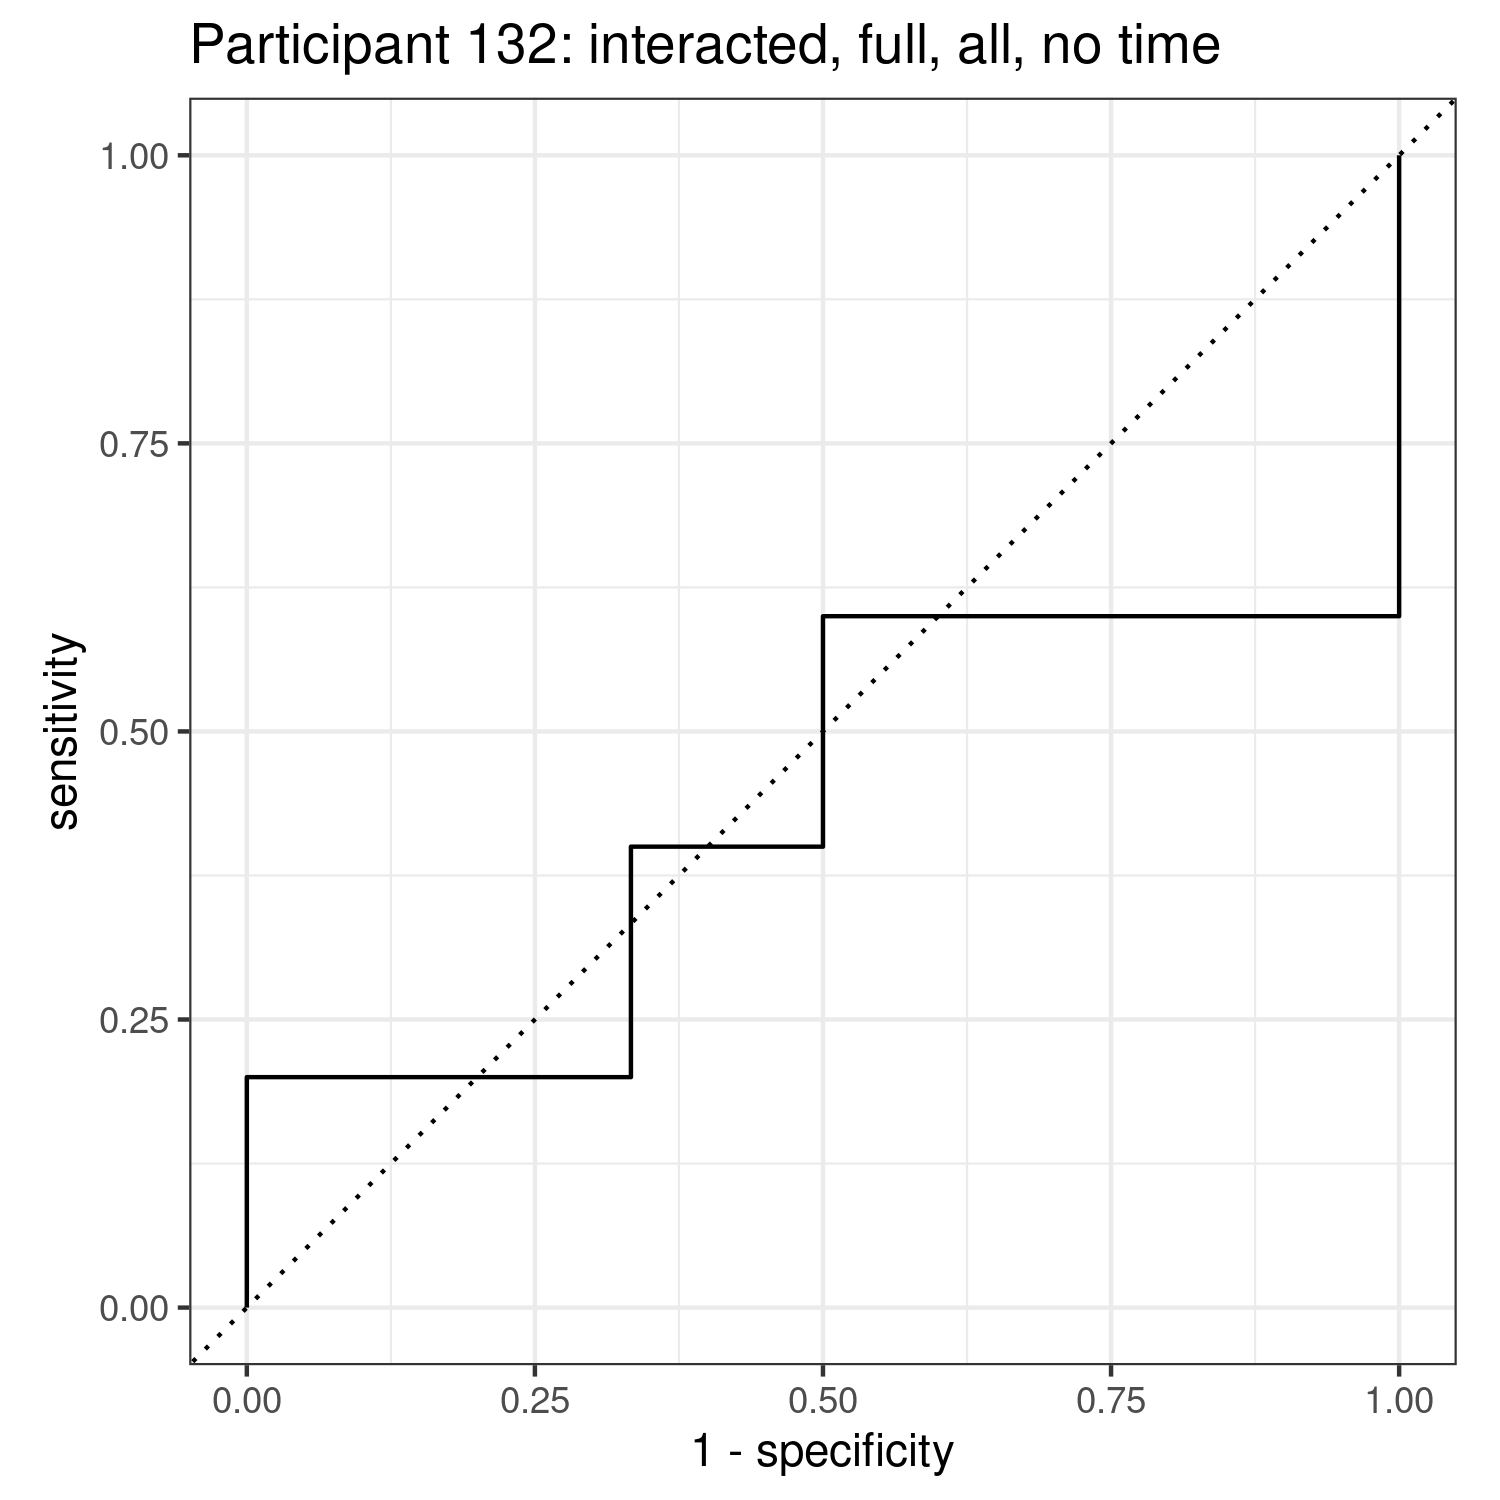 Participant 132: interacted, full, all, no time
sensitivity
1.00
0.75
0.50
0.25
0.00
0.00 0.25 0.50 0.75 1.00
1 - specificity